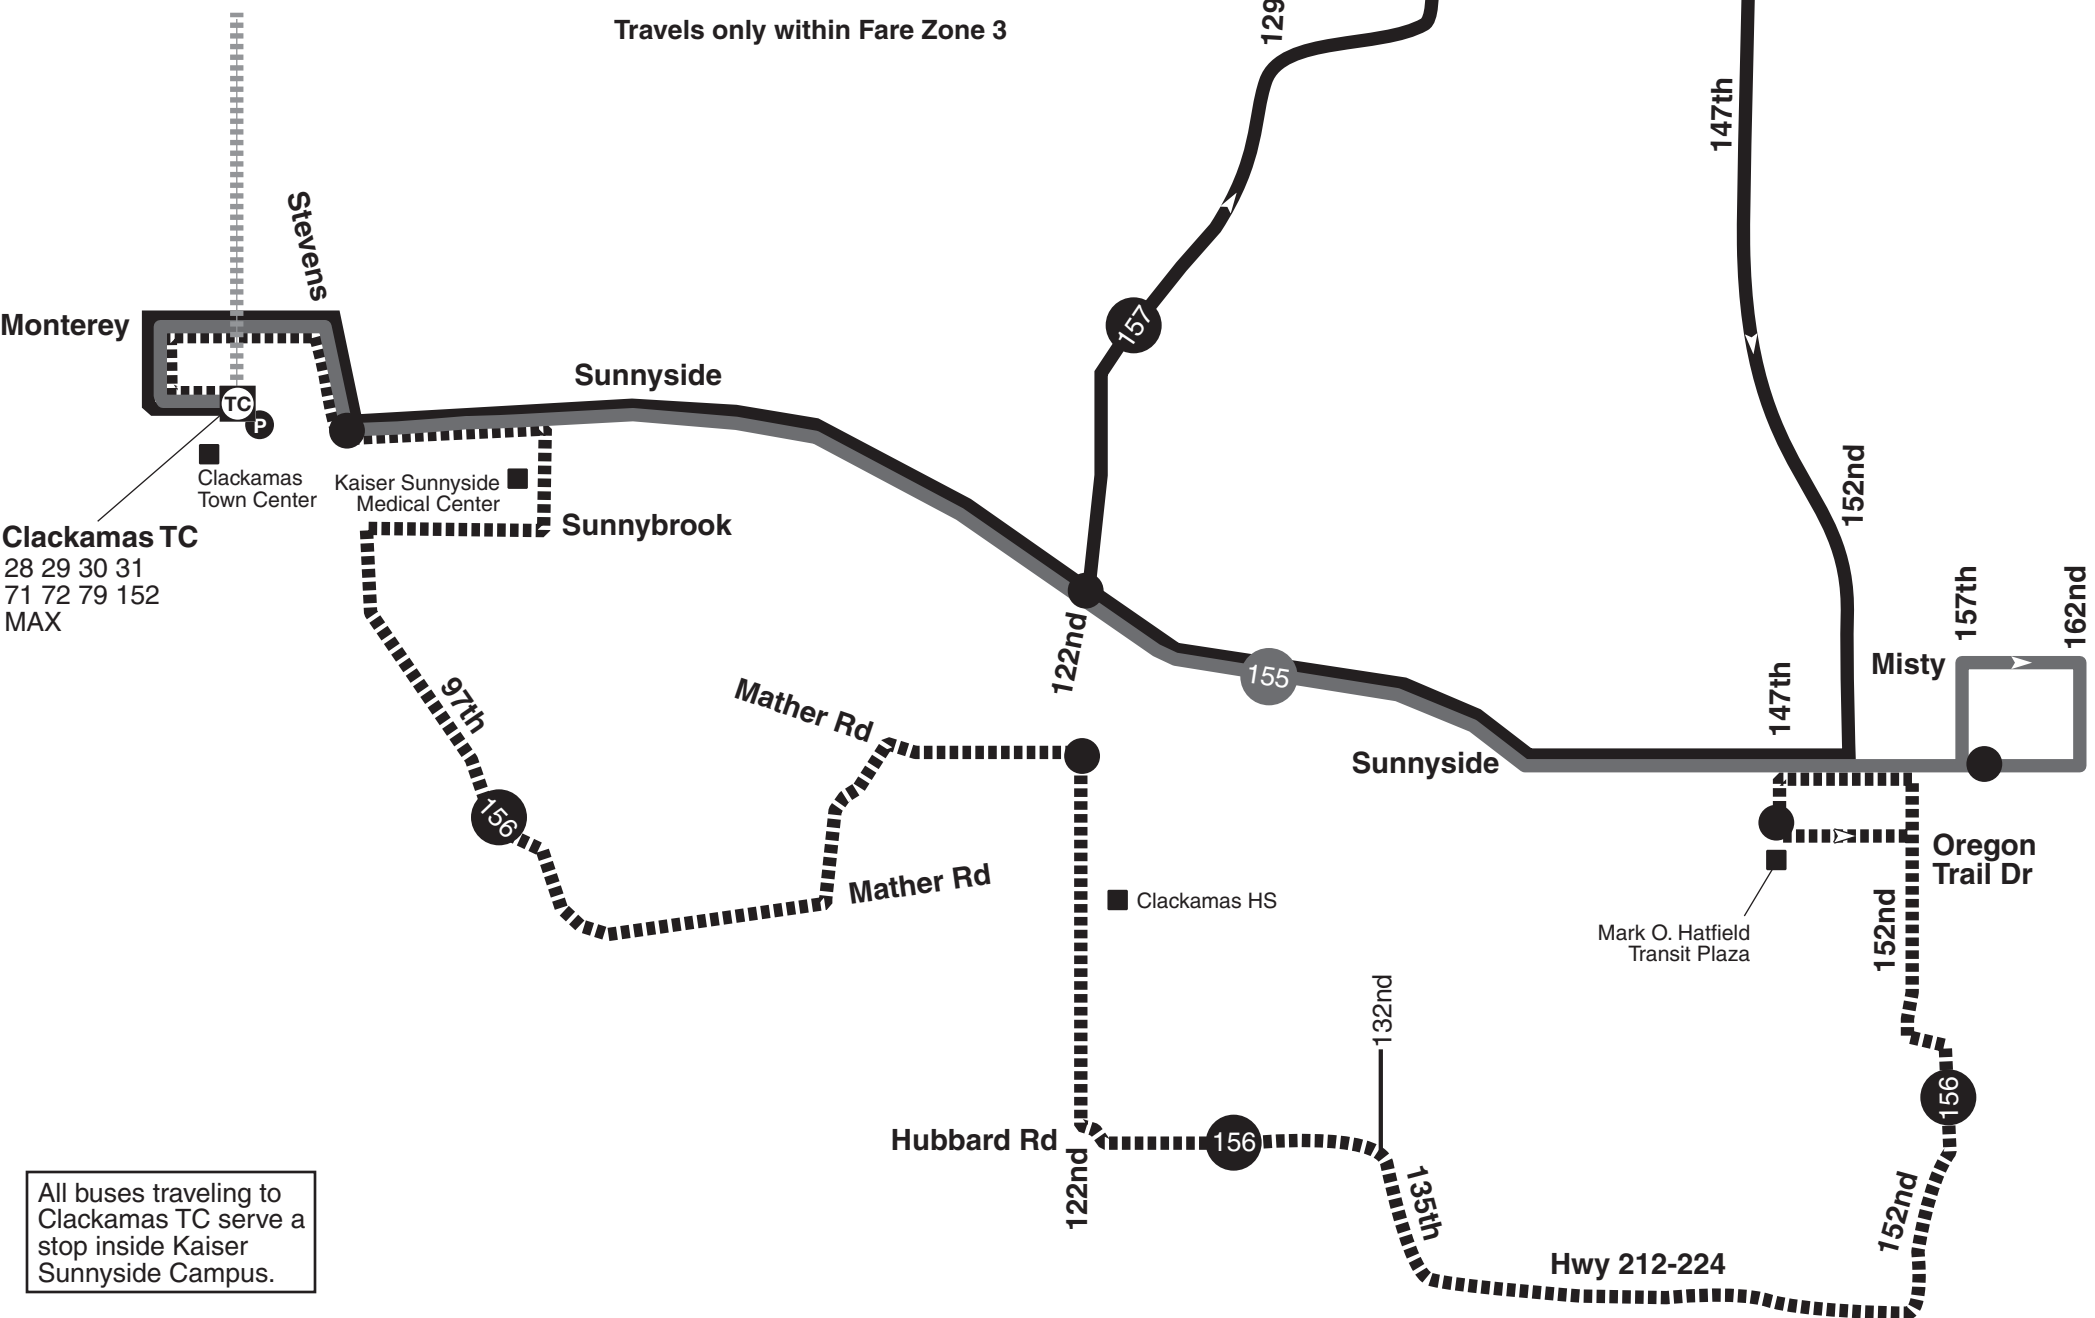 Travels only within Fare Zone 3
129
147th
Stevens
Monterey
157
Sunnyside
TC
P
Clackamas
Town Center
Kaiser Sunnyside
Medical Center
152nd
Clackamas TC
28 29 30 31
71 72 79 152
MAX
Sunnybrook
157th
162nd
122nd
155
Misty
97th
Mather Rd
147th
Sunnyside
156
Mather Rd
Oregon
Trail Dr
Clackamas HS
152nd
Mark O. Hatfield
Transit Plaza
132nd
156
Hubbard Rd
156
122nd
135th
152nd
Hwy 212-224
All buses traveling to
Clackamas TC serve a
stop inside Kaiser
Sunnyside Campus.